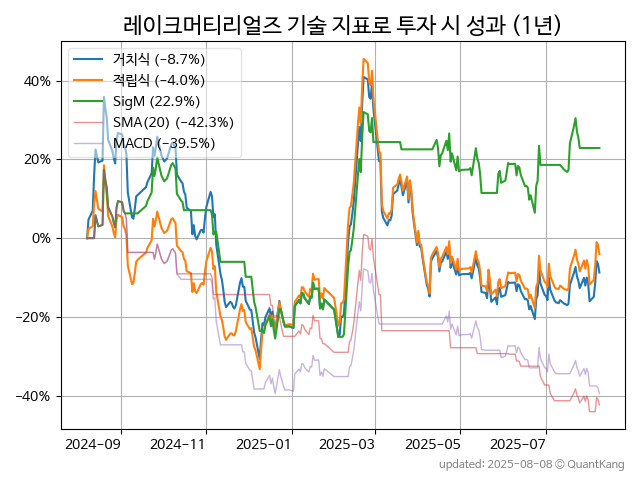 레이크머티리얼즈 기술 지표로 투자 시 성과 (1년)
거치식 (−8.7%)
적립식 (−4.0%)
SigM (22.9%)
SMA(20) (−42.3%)
MACD (−39.5%)
40%
20%
0%
−20%
−40%
2024-09 2024-11 2025-01 2025-03 2025-05 2025-07
updated: 2025-08-08 © QuantKang